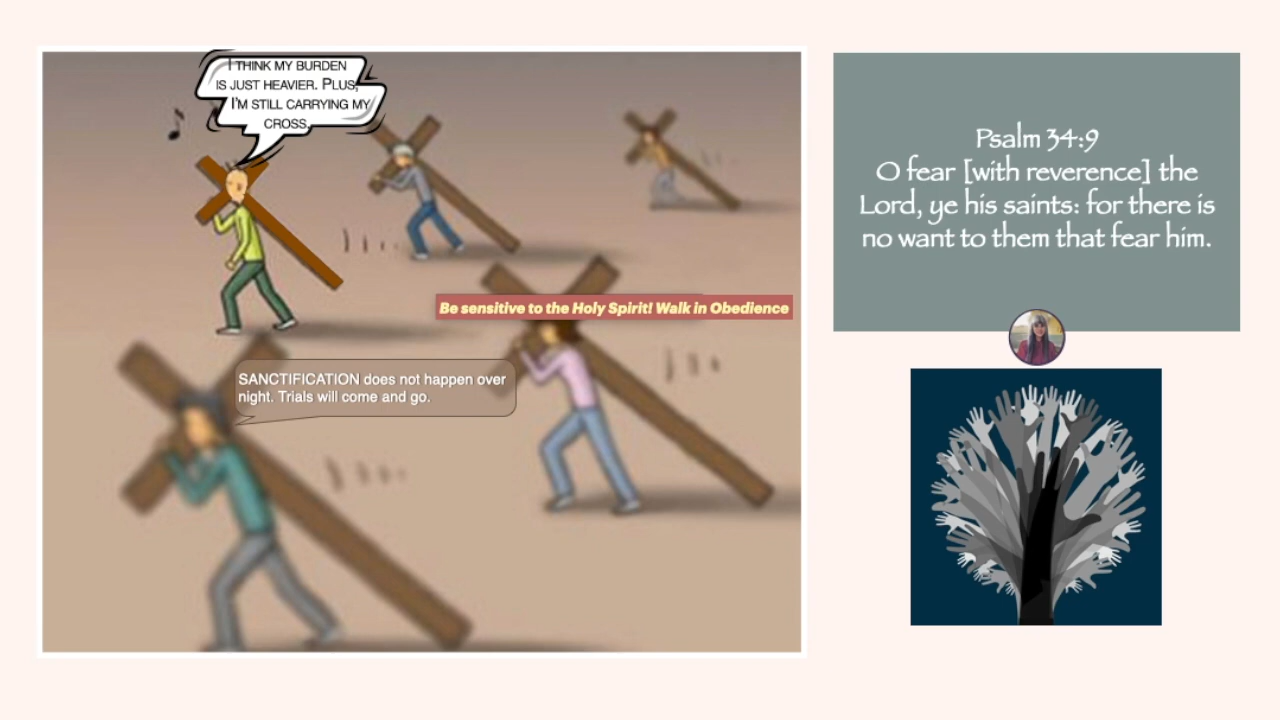 I THINK MY BURDEN
IS JUST HEAVIER. PLUS,
I'M STILL CARRYING MY
CROSS.
Be sensitive to the Holy Spirit! Walk in Obedience
SANCTIFICATION does not happen over
night. Trials will come and go.
Psalm 34:9
O fear [with reverence] the
Lord, ye his saints: for there is
no want to them that fear him.